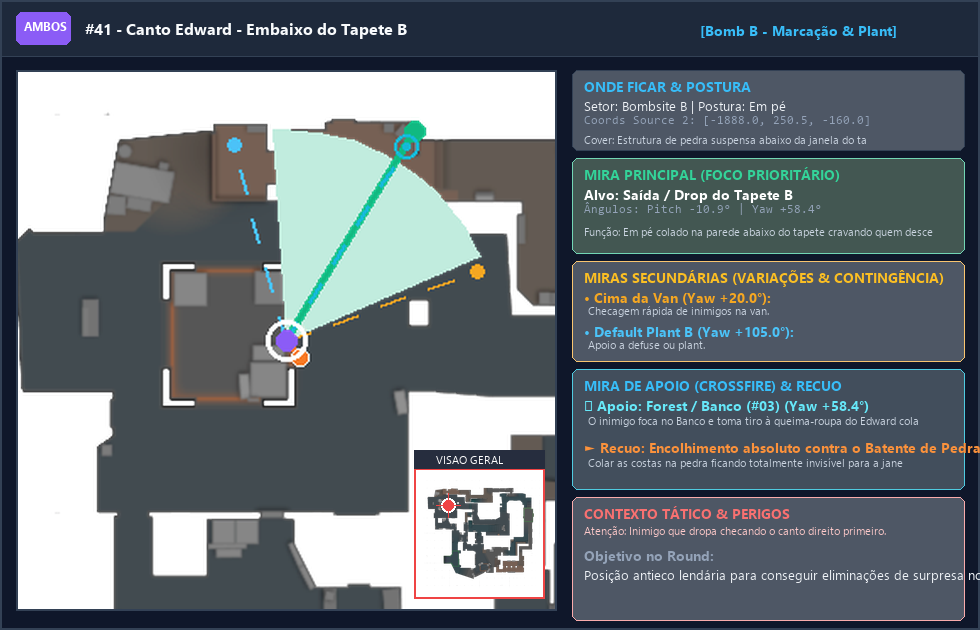 AMBOS
#41 - Canto Edward - Embaixo do Tapete B
[Bomb B - Marcação & Plant]
VISAO GERAL
ONDE FICAR & POSTURA
Setor: Bombsite B | Postura: Em pé
Coords Source 2: [-1888.0, 250.5, -160.0]
Cover: Estrutura de pedra suspensa abaixo da janela do ta
MIRA PRINCIPAL (FOCO PRIORITÁRIO)
Alvo: Saída / Drop do Tapete B
Ângulos: Pitch -10.9° | Yaw +58.4°
Função: Em pé colado na parede abaixo do tapete cravando quem desce
MIRAS SECUNDÁRIAS (VARIAÇÕES & CONTINGÊNCIA)
• Cima da Van (Yaw +20.0°):
Checagem rápida de inimigos na van.
• Default Plant B (Yaw +105.0°):
Apoio a defuse ou plant.
MIRA DE APOIO (CROSSFIRE) & RECUO
Apoio: Forest / Banco (#03) (Yaw +58.4°)
O inimigo foca no Banco e toma tiro à queima-roupa do Edward cola
► Recuo: Encolhimento absoluto contra o Batente de Pedra
Colar as costas na pedra ficando totalmente invisível para a jane
CONTEXTO TÁTICO & PERIGOS
Atenção: Inimigo que dropa checando o canto direito primeiro.
Objetivo no Round:
Posição antieco lendária para conseguir eliminações de surpresa no